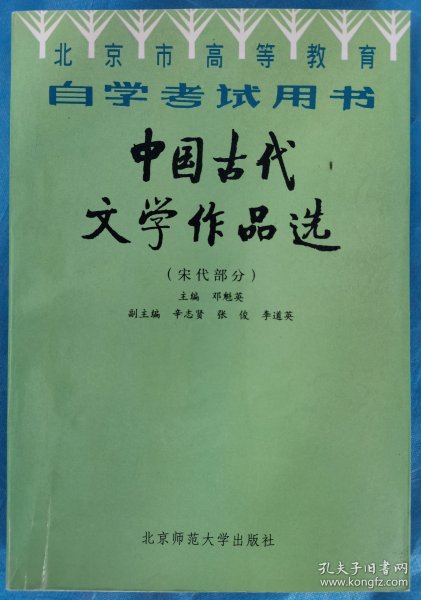 北京市高等教育
自学考试用书
中国古代
文学作品选
(宋代部分)
主编 邓魁英
副主编 辛志贤 张俊 李道英
北京师范大学出版社
孔夫子旧书网
www.kongfz.com